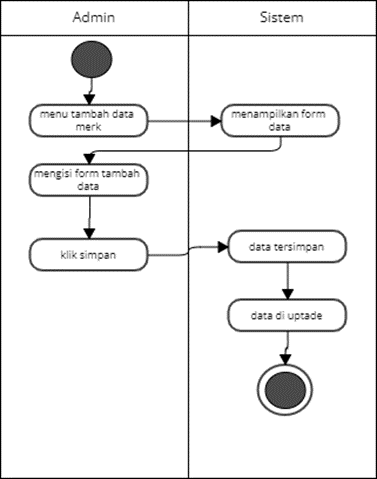 Admin
Sistem
menu tambah data
merk
menampilkan form
data
mengisi form tambah
data
klik simpan
data tersimpan
data di uptade